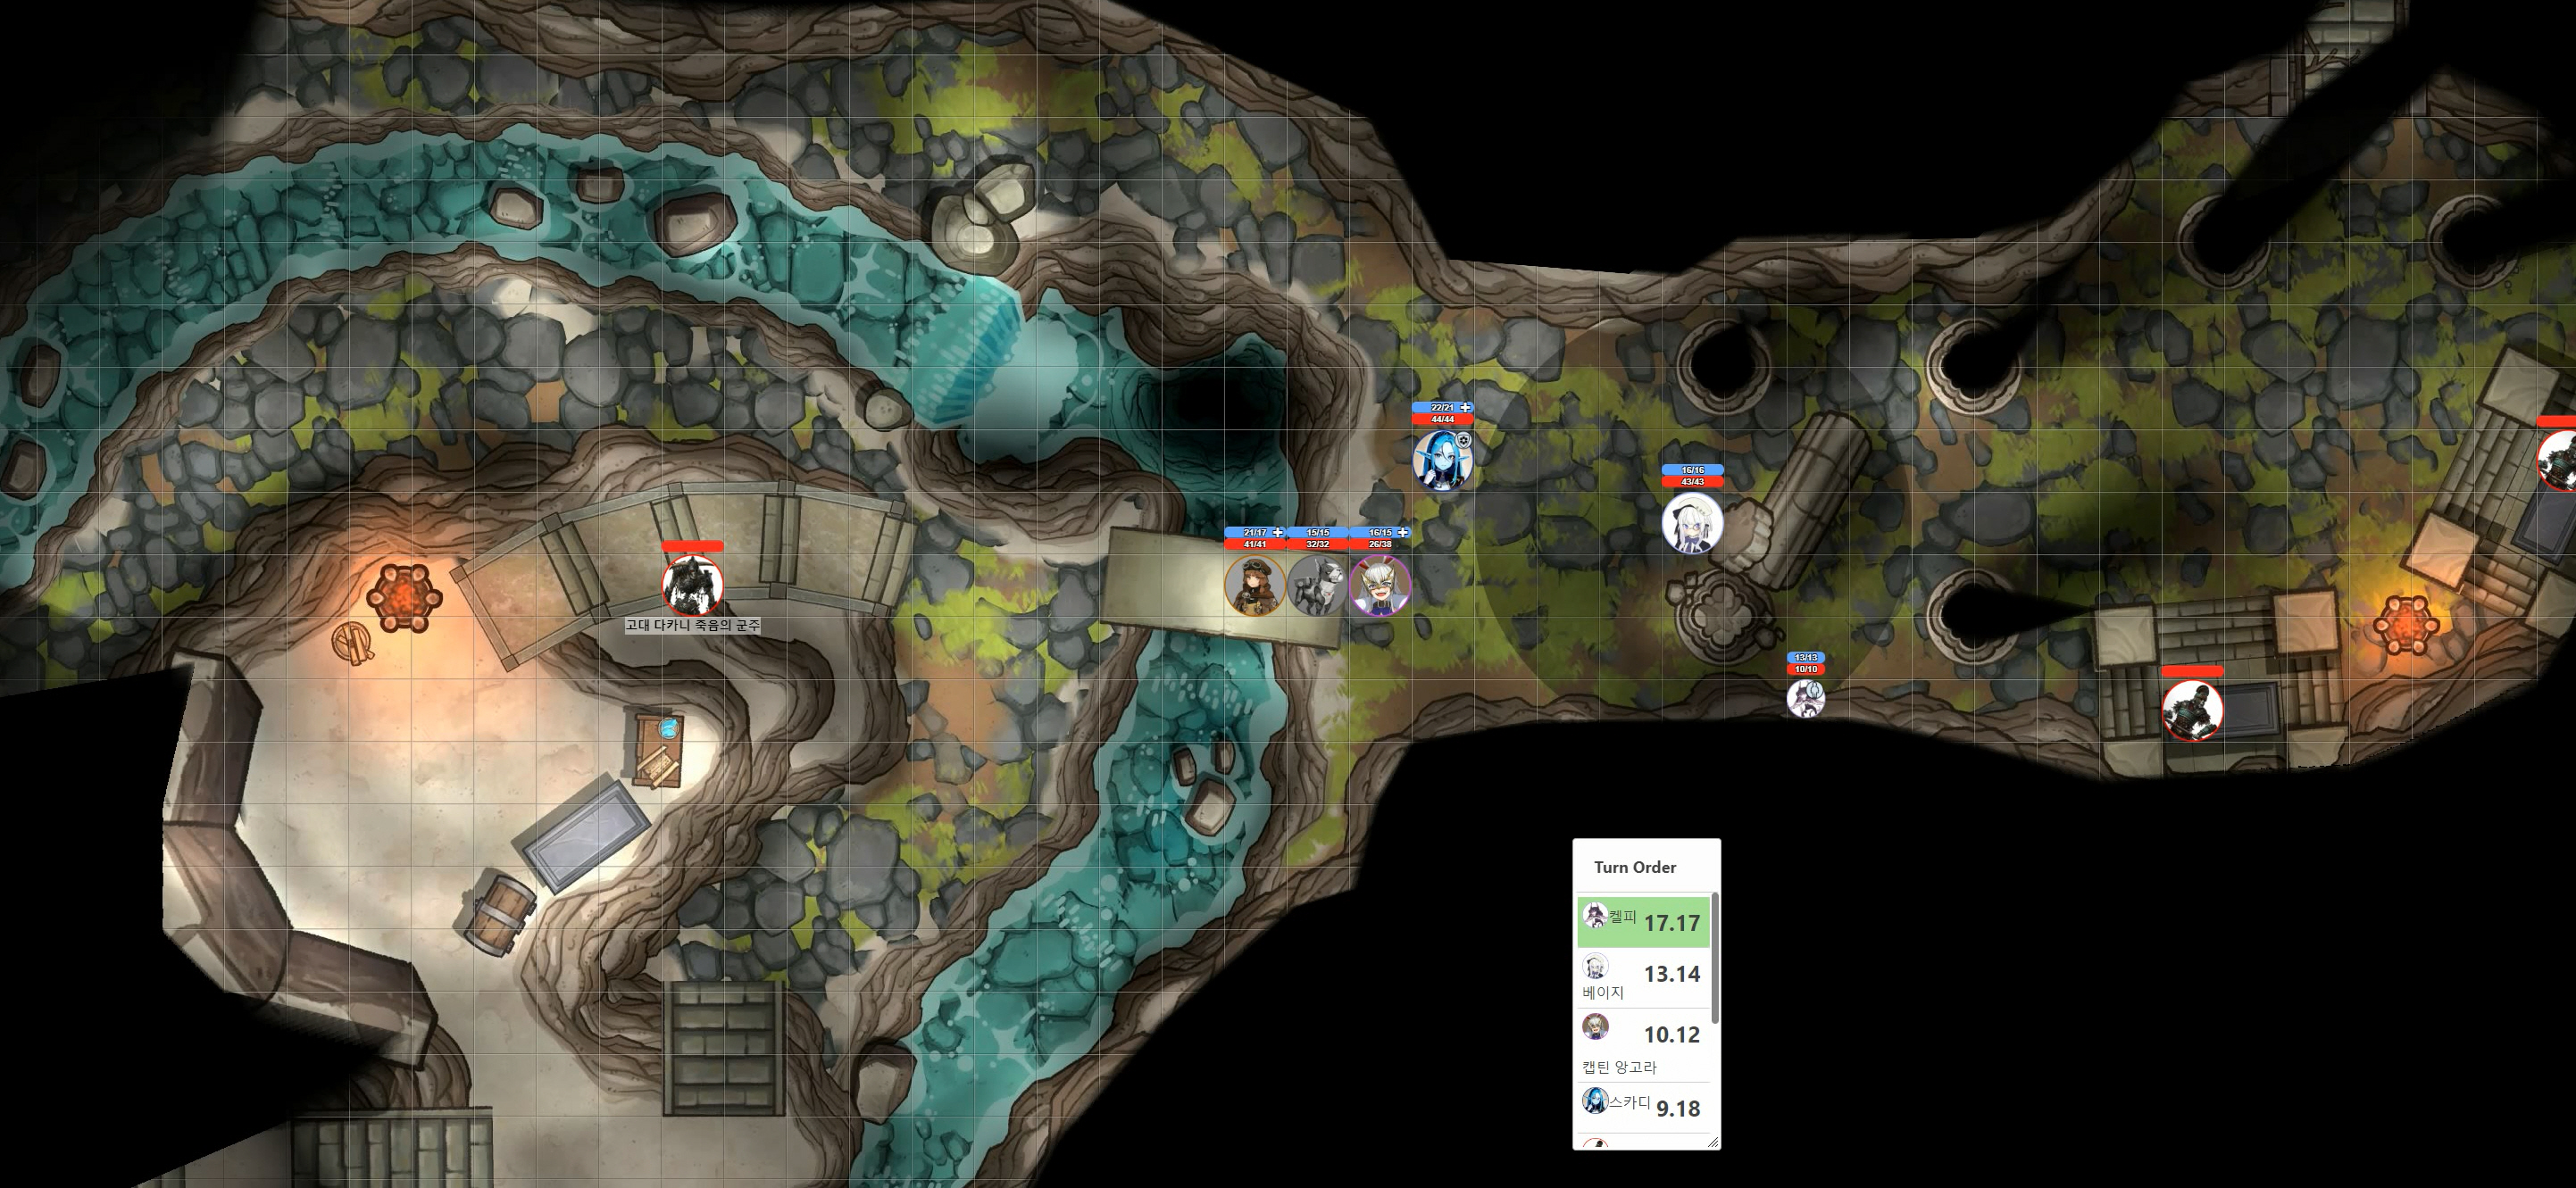 22/21
44/44
16/16
43/43
21/17
41/41
15/15
32/32
16/15
26/38
고대 다카니 죽음의 군주
13/13
10/10
Turn Order
켈피 17.17
13.14
베이지
10.12
캡틴 앙고라
스카디 9.18